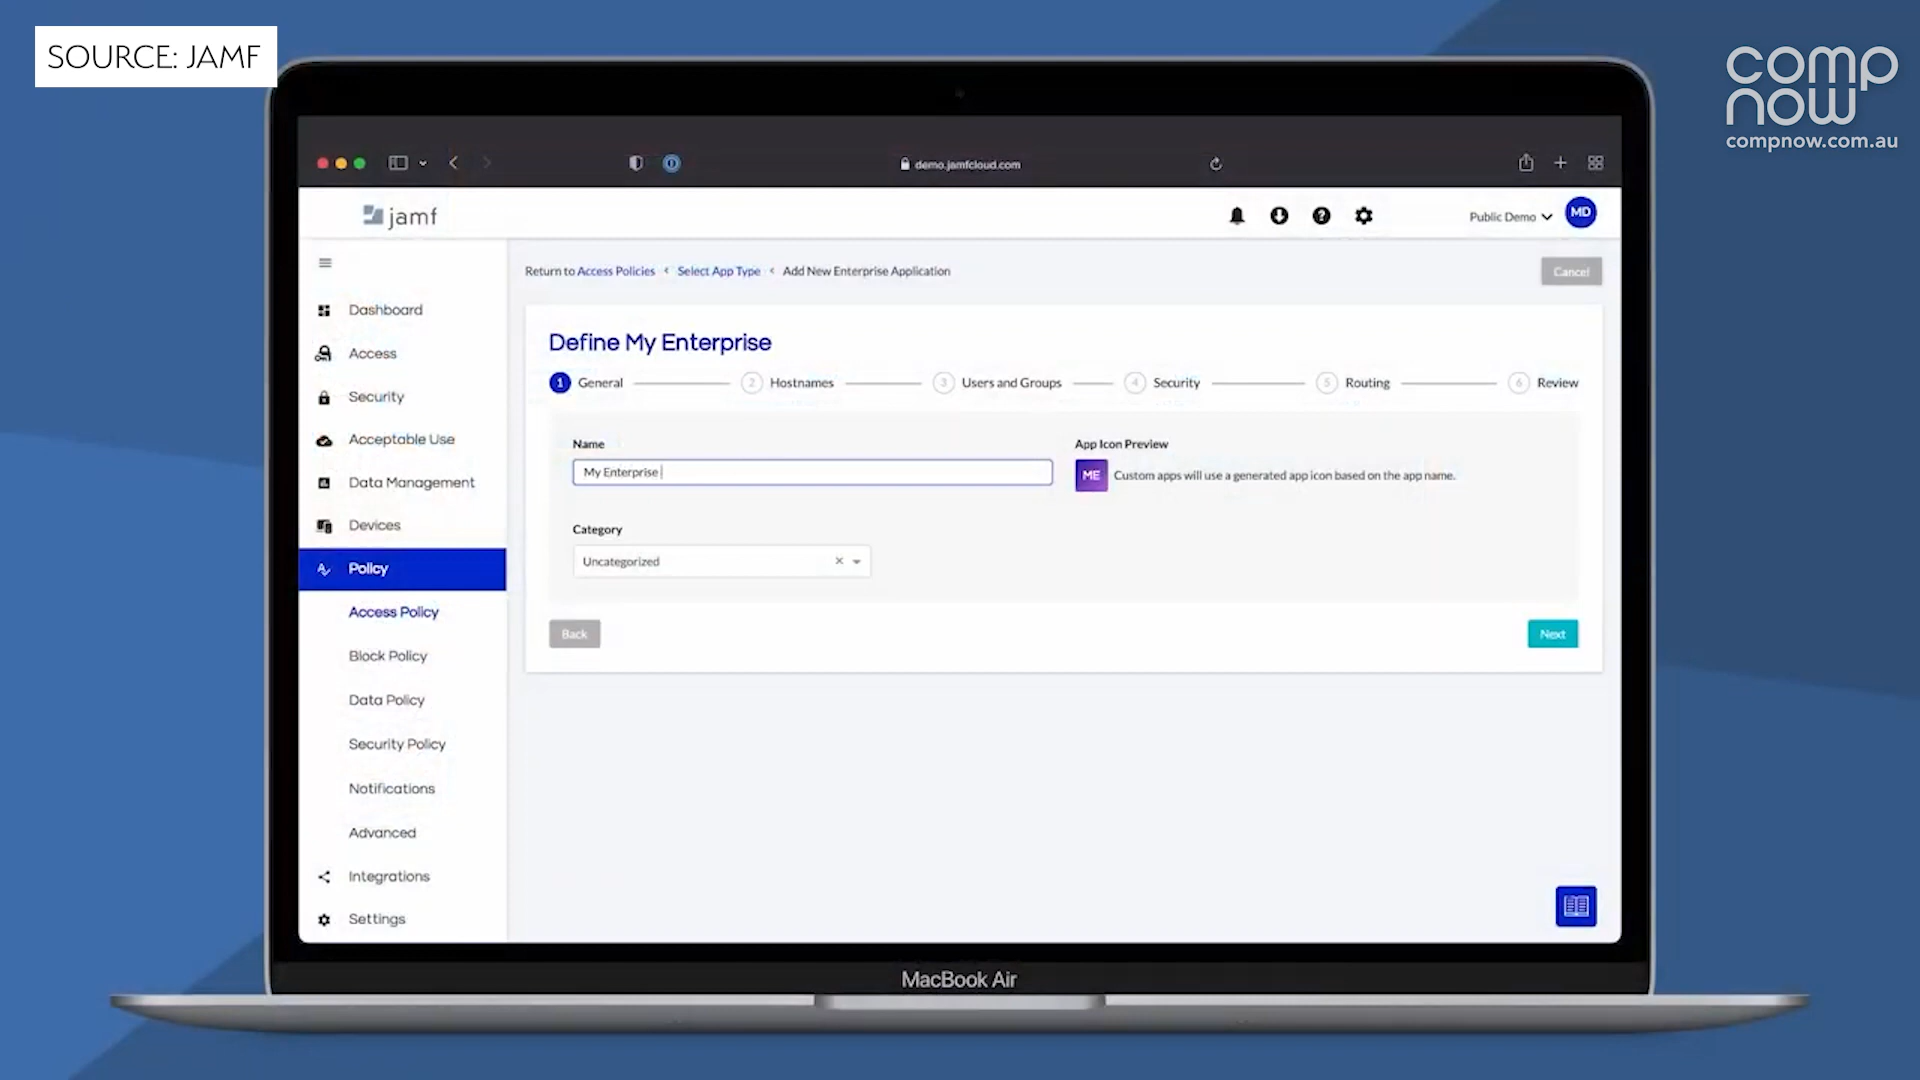 SOURCE: JAMF
comp
now
compnow.com.au
demo.jamfcloud.com
jamf
Public Demo
MD
Return to Access Policies < Select App Type < Add New Enterprise Application
Cancel
Dashboard
Access
Security
Acceptable Use
Data Management
Devices
Policy
Access Policy
Block Policy
Data Policy
Security Policy
Notifications
Advanced
Integrations
Settings
Define My Enterprise
1 General 2 Hostnames 3 Users and Groups 4 Security 5 Routing 6 Review
Name
My Enterprise
App Icon Preview
ME Custom apps will use a generated app icon based on the app name.
Category
Uncategorized
Back
Next
MacBook Air